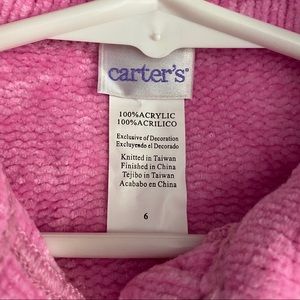 carter's®
100%ACRYLIC
100%ACRILICO
Exclusive of Decoration
Excluyendo el Decorado
Knitted in Taiwan
Finished in China
Tejibo in Taiwan
Acababo en China
6